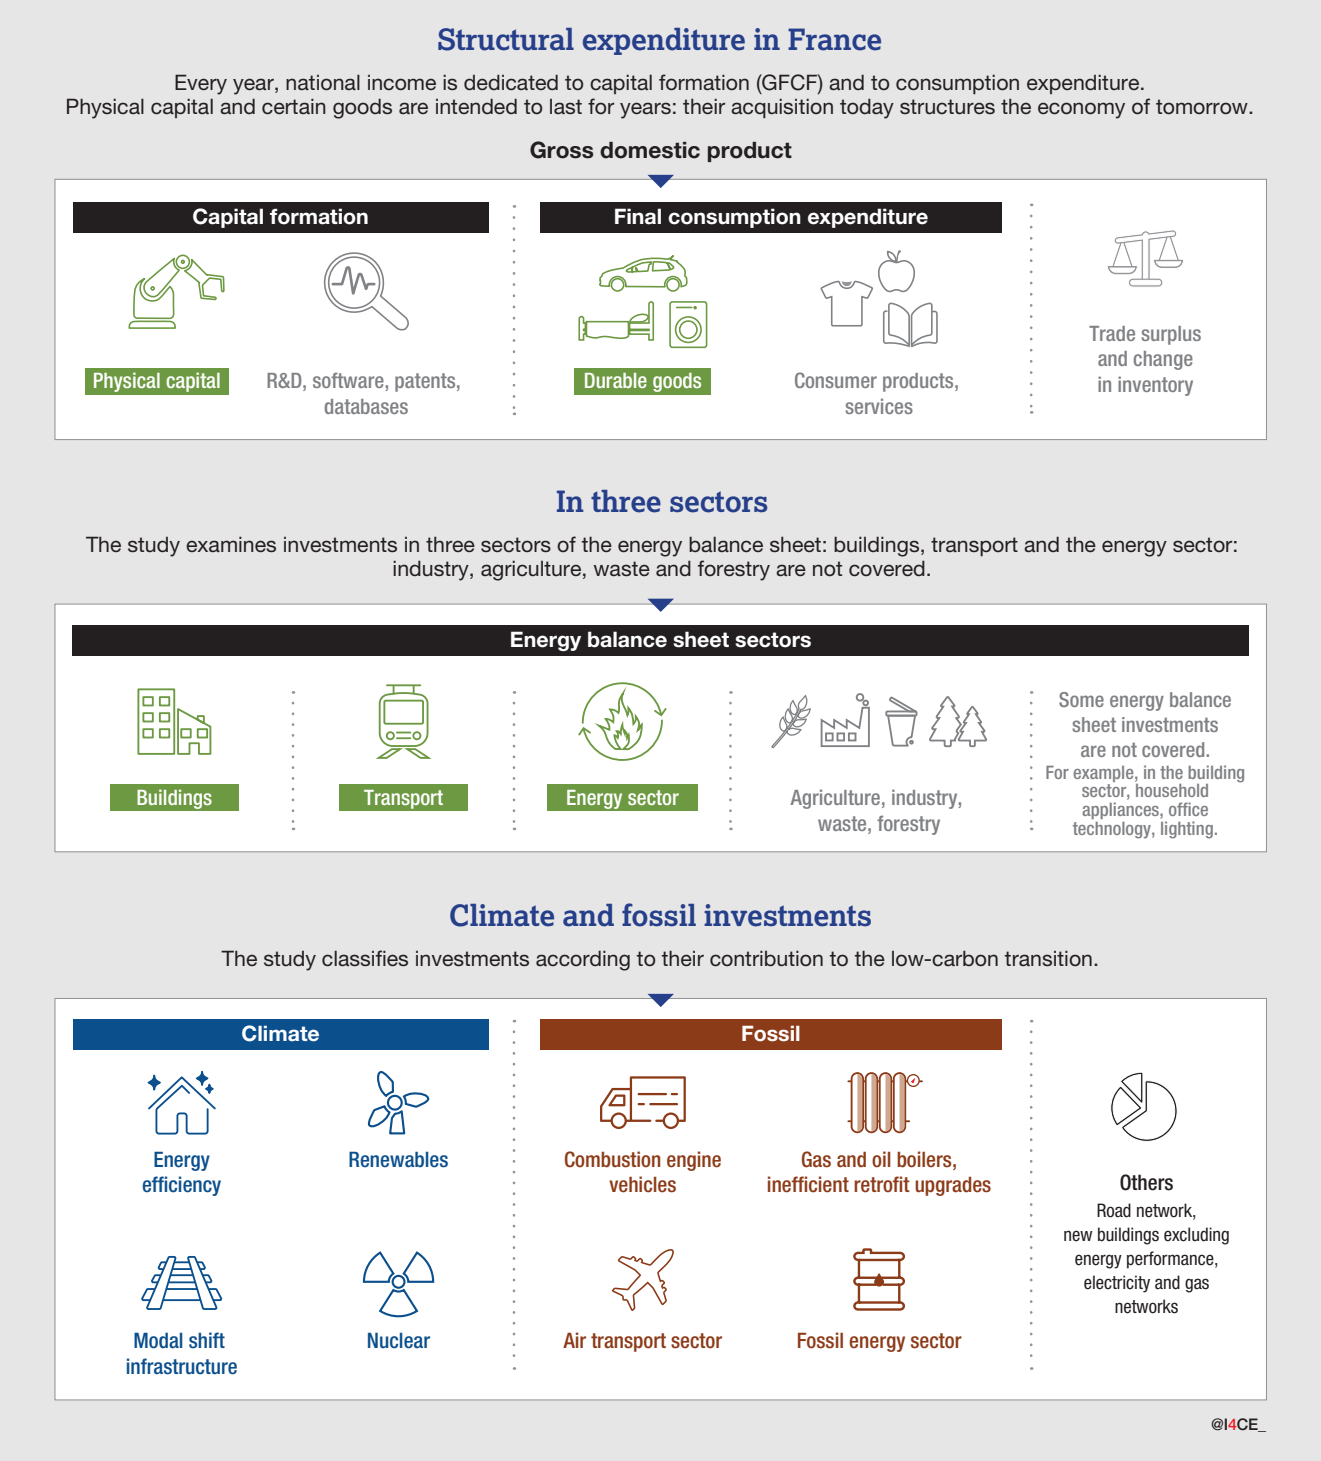 Structural expenditure in France
Every year, national income is dedicated to capital formation (GFCF) and to consumption expenditure.
Physical capital and certain goods are intended to last for years: their acquisition today structures the economy of tomorrow.
Gross domestic product
Capital formation
Physical capital
R&D, software, patents,
databases
Final consumption expenditure
Durable goods
Consumer products,
services
Trade surplus
and change
in inventory
In three sectors
The study examines investments in three sectors of the energy balance sheet: buildings, transport and the energy sector:
industry, agriculture, waste and forestry are not covered.
Energy balance sheet sectors
Buildings
Transport
Energy sector
Agriculture, industry,
waste, forestry
Some energy balance
sheet investments
are not covered.
For example, in the building
sector, household
appliances, office
technology, lighting.
Climate and fossil investments
The study classifies investments according to their contribution to the low-carbon transition.
Climate
Energy
efficiency
Renewables
Modal shift
infrastructure
Nuclear
Fossil
Combustion engine
vehicles
Gas and oil boilers,
inefficient retrofit upgrades
Air transport sector
Fossil energy sector
Others
Road network,
new buildings excluding
energy performance,
electricity and gas
networks
@I4CE_